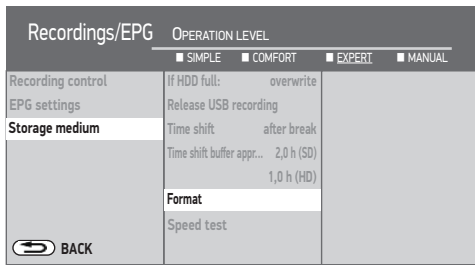 Recordings/EPG OPERATION LEVEL
SIMPLE COMFORT EXPERT MANUAL
Recording control If HDD full: overwrite
EPG settings Release USB recording
Storage medium Time shift after break
Time shift buffer appr... 2,0 h (SD)
1,0 h (HD)
Format
Speed test
BACK